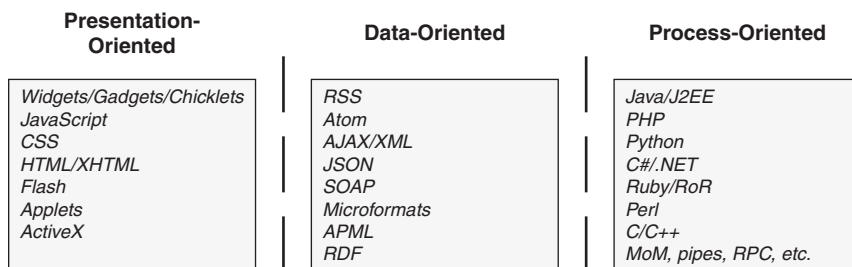 Presentation-
Oriented
Data-Oriented
Process-Oriented
Widgets/Gadgets/Chicklets
JavaScript
CSS
HTML/XHTML
Flash
Applets
ActiveX
RSS
Atom
AJAX/XML
JSON
SOAP
Microformats
APML
RDF
Java/J2EE
PHP
Python
C#/.NET
Ruby/RoR
Perl
C/C++
MoM, pipes, RPC, etc.